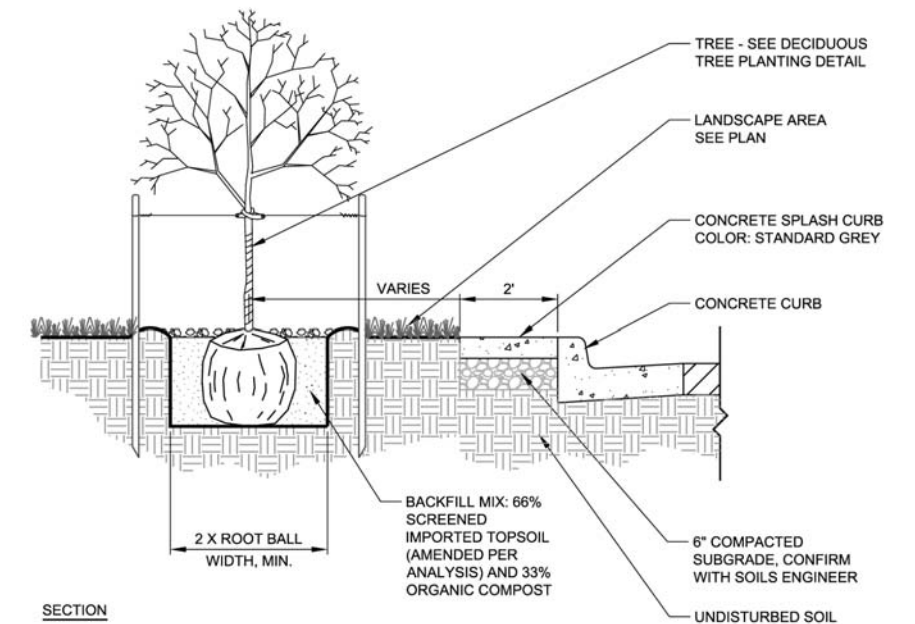 TREE - SEE DECIDUOUS
TREE PLANTING DETAIL
LANDSCAPE AREA
SEE PLAN
CONCRETE SPLASH CURB
COLOR: STANDARD GREY
VARIES
2'
CONCRETE CURB
BACKFILL MIX: 66%
SCREENED
IMPORTED TOPSOIL
(AMENDED PER
ANALYSIS) AND 33%
ORGANIC COMPOST
2 X ROOT BALL
WIDTH, MIN.
6" COMPACTED
SUBGRADE, CONFIRM
WITH SOILS ENGINEER
SECTION
UNDISTURBED SOIL